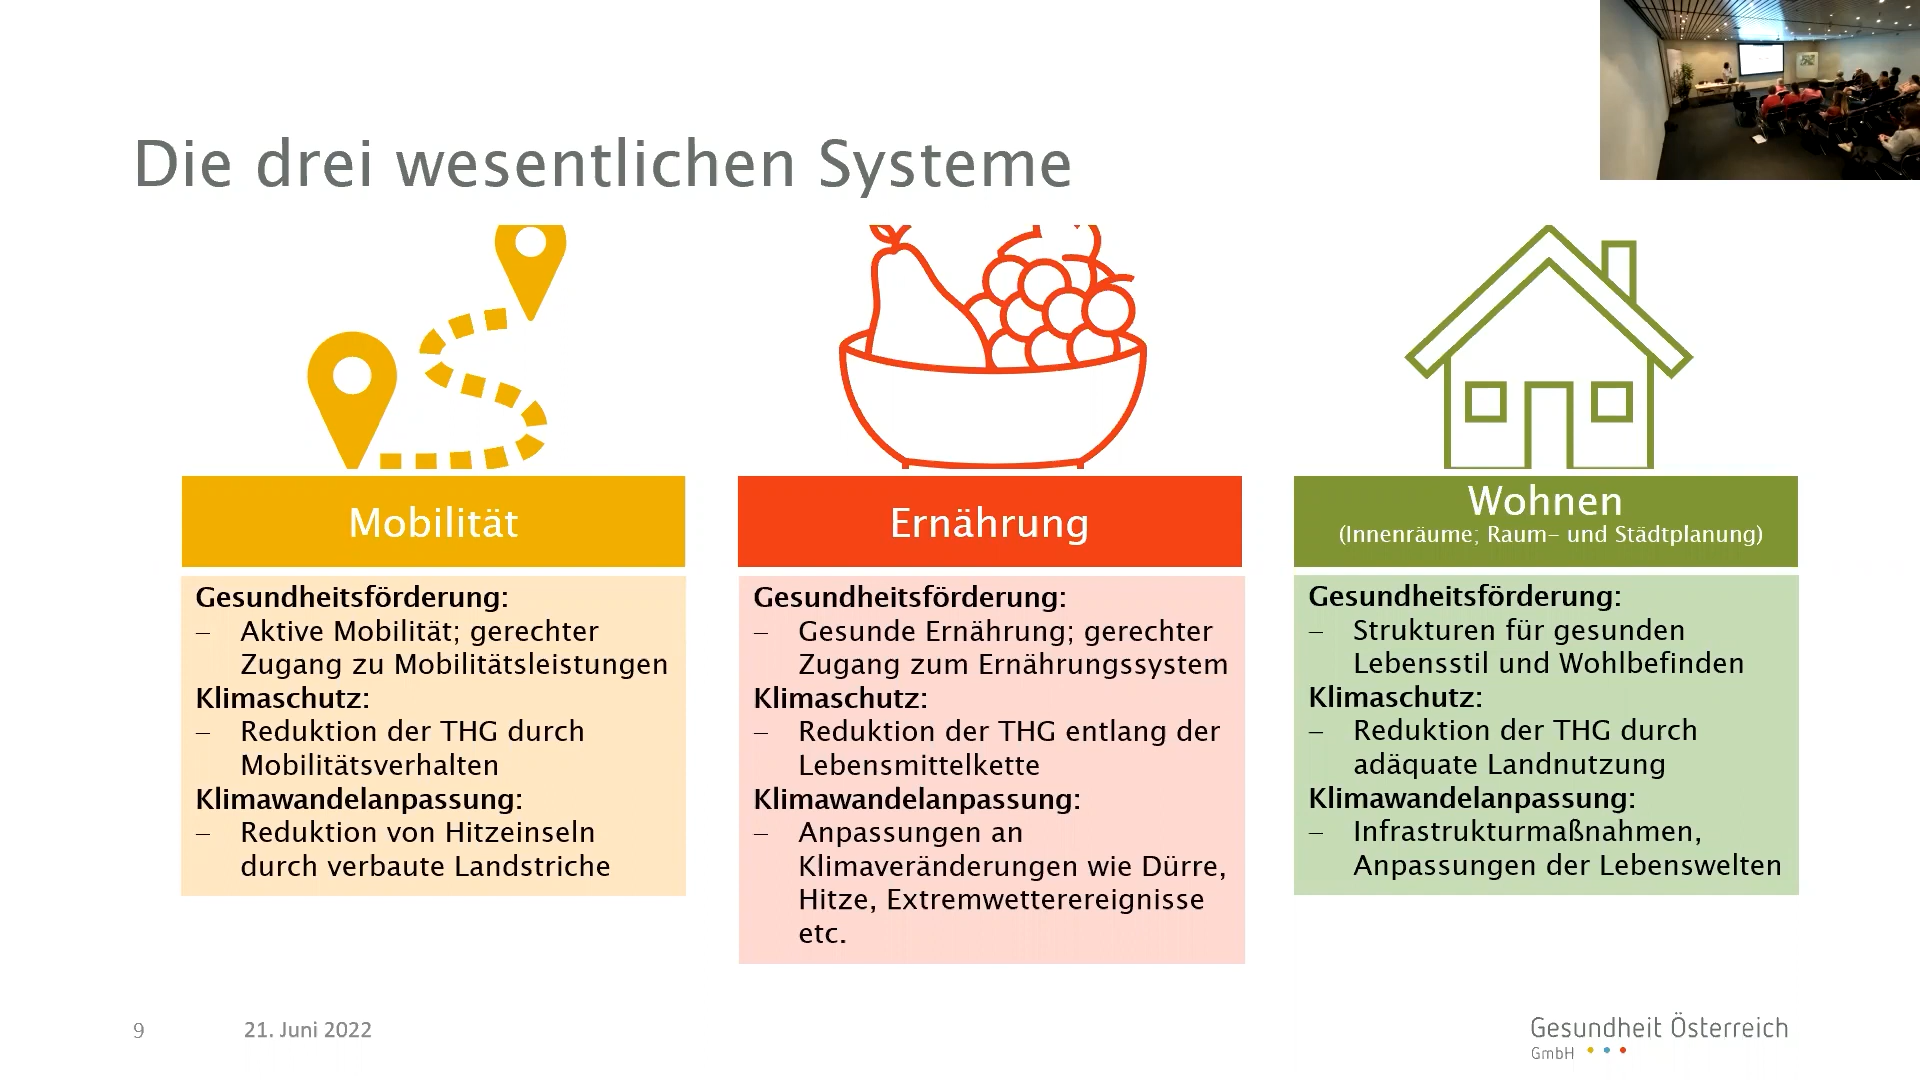 Die drei wesentlichen Systeme
Mobilität
Gesundheitsförderung:
– Aktive Mobilität; gerechter
Zugang zu Mobilitätsleistungen
Klimaschutz:
– Reduktion der THG durch
Mobilitätsverhalten
Klimawandelanpassung:
– Reduktion von Hitzeinseln
durch verbaute Landstriche
Ernährung
Gesundheitsförderung:
– Gesunde Ernährung; gerechter
Zugang zum Ernährungssystem
Klimaschutz:
– Reduktion der THG entlang der
Lebensmittelkette
Klimawandelanpassung:
– Anpassungen an
Klimaveränderungen wie Dürre,
Hitze, Extremwetterereignisse
etc.
Wohnen
(Innenräume; Raum- und Städtplanung)
Gesundheitsförderung:
– Strukturen für gesunden
Lebensstil und Wohlbefinden
Klimaschutz:
– Reduktion der THG durch
adäquate Landnutzung
Klimawandelanpassung:
– Infrastrukturmaßnahmen,
Anpassungen der Lebenswelten
9
21. Juni 2022
Gesundheit Österreich
GmbH